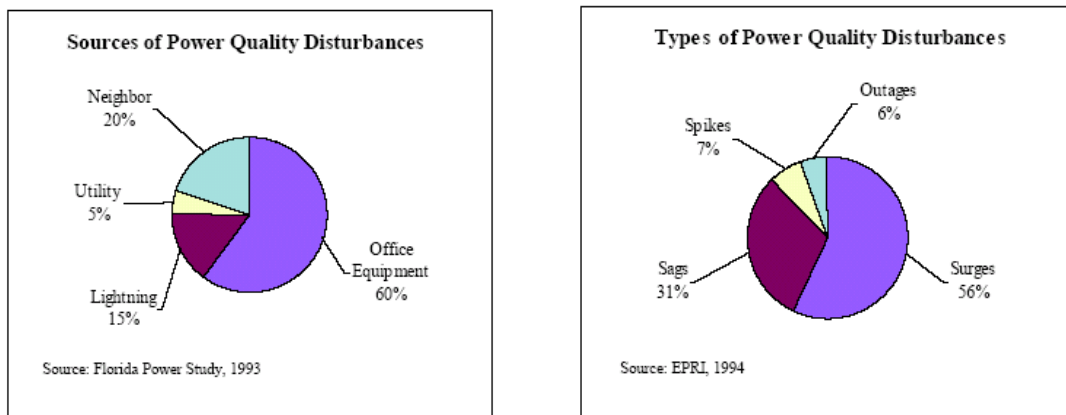 Sources of Power Quality Disturbances
Neighbor
20%
Utility
5%
Lightning
15%
Office
Equipment
60%
Source: Florida Power Study, 1993
Types of Power Quality Disturbances
Outages
6%
Spikes
7%
Sags
31%
Surges
56%
Source: EPRI, 1994